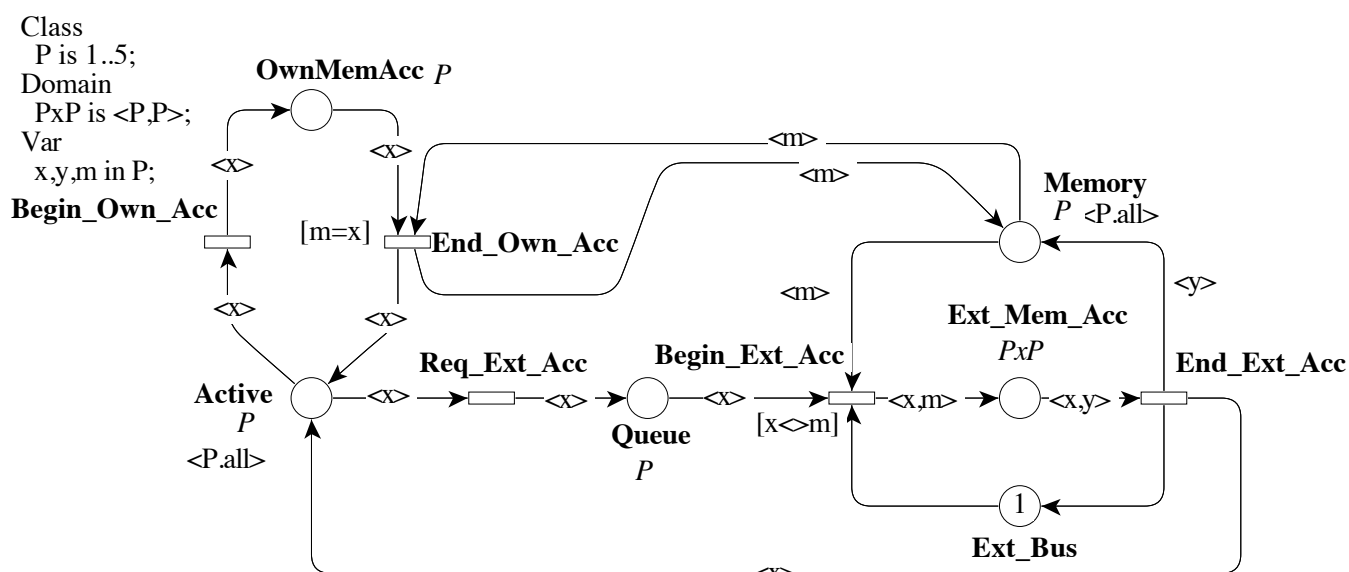 Class
P is 1..5;
Domain
PxP is <P,P>;
Var
x,y,m in P;
OwnMemAcc P
<x>
<x>
<m>
<m>
Begin_Own_Acc
[m=x]
End_Own_Acc
Memory
P <P.all>
<x>
<x>
<m>
<y>
Ext_Mem_Acc
PxP
Req_Ext_Acc
Begin_Ext_Acc
End_Ext_Acc
Active
P
<P.all>
<x>
<x>
<x>
<x,m>
<x,y>
Queue
P
[x<>m]
1
Ext_Bus
<x>